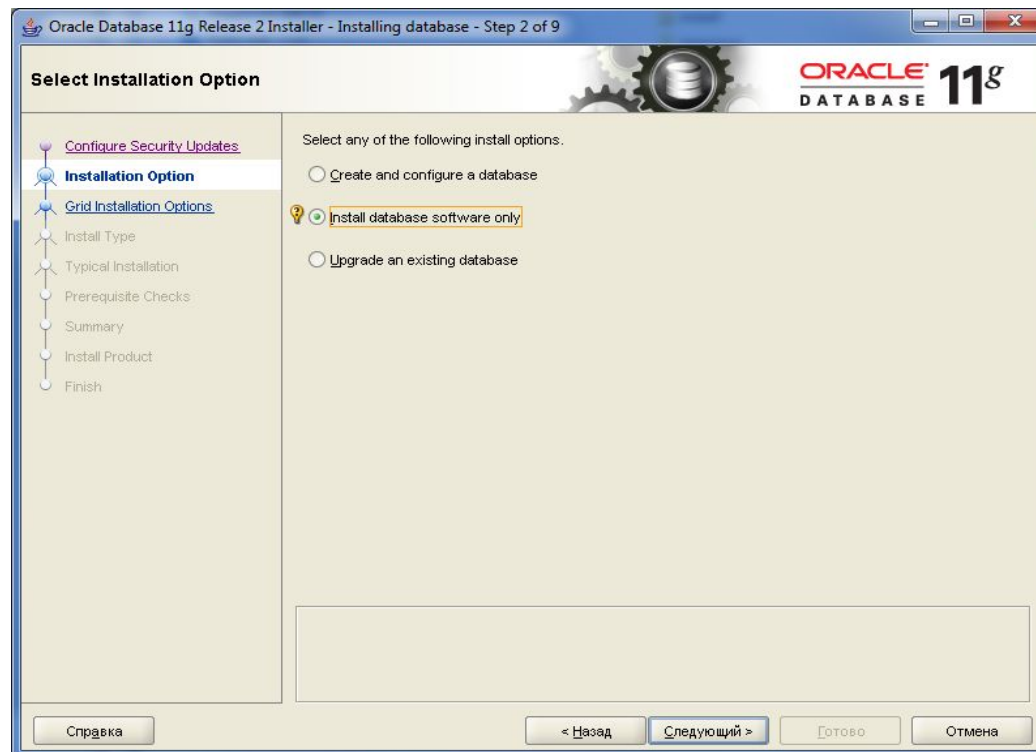 Oracle Database 11g Release 2 Installer - Installing database - Step 2 of 9
Select Installation Option
ORACLE DATABASE 11g
Configure Security Updates
Installation Option
Grid Installation Options
Install Type
Typical Installation
Prerequisite Checks
Summary
Install Product
Finish
Select any of the following install options.
Create and configure a database
Install database software only
Upgrade an existing database
Справка
< Назад
Следующий >
Готово
Отмена